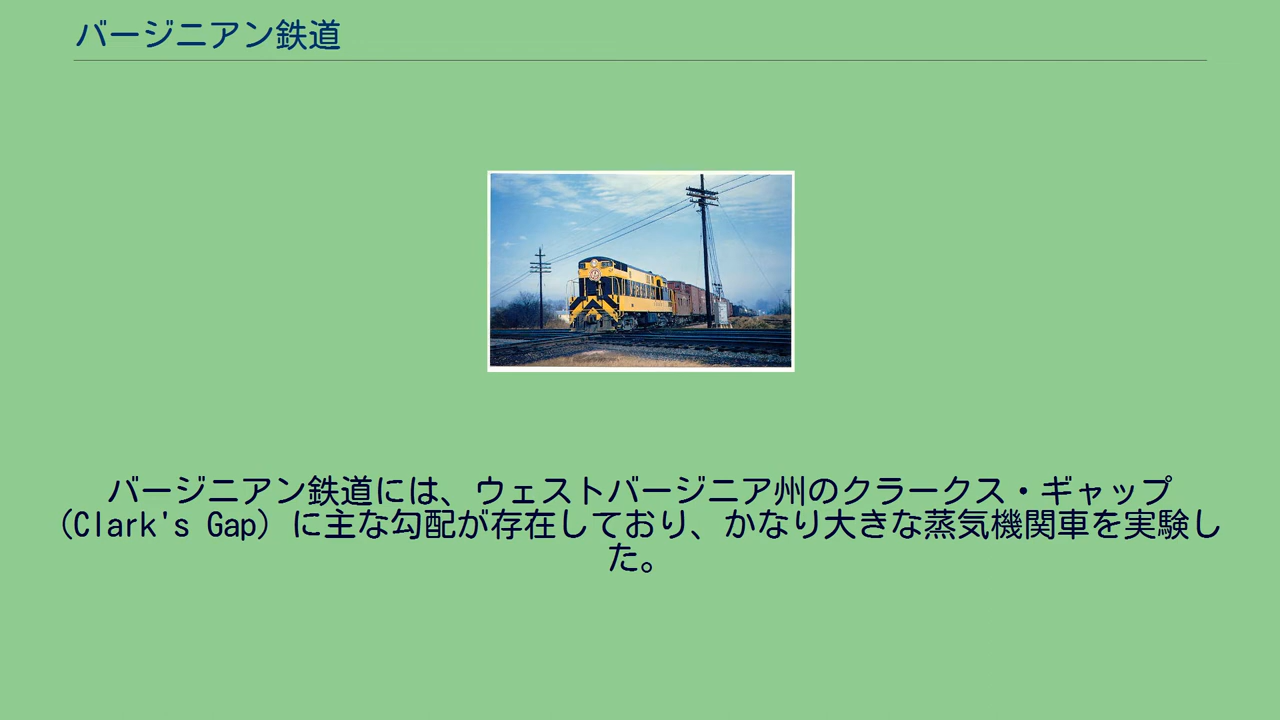 バージニアン鉄道
バージニアン鉄道には、ウェストバージニア州のクラークス・ギャップ
(Clark's Gap) に主な勾配が存在しており、かなり大きな蒸気機関車を実験し
た。